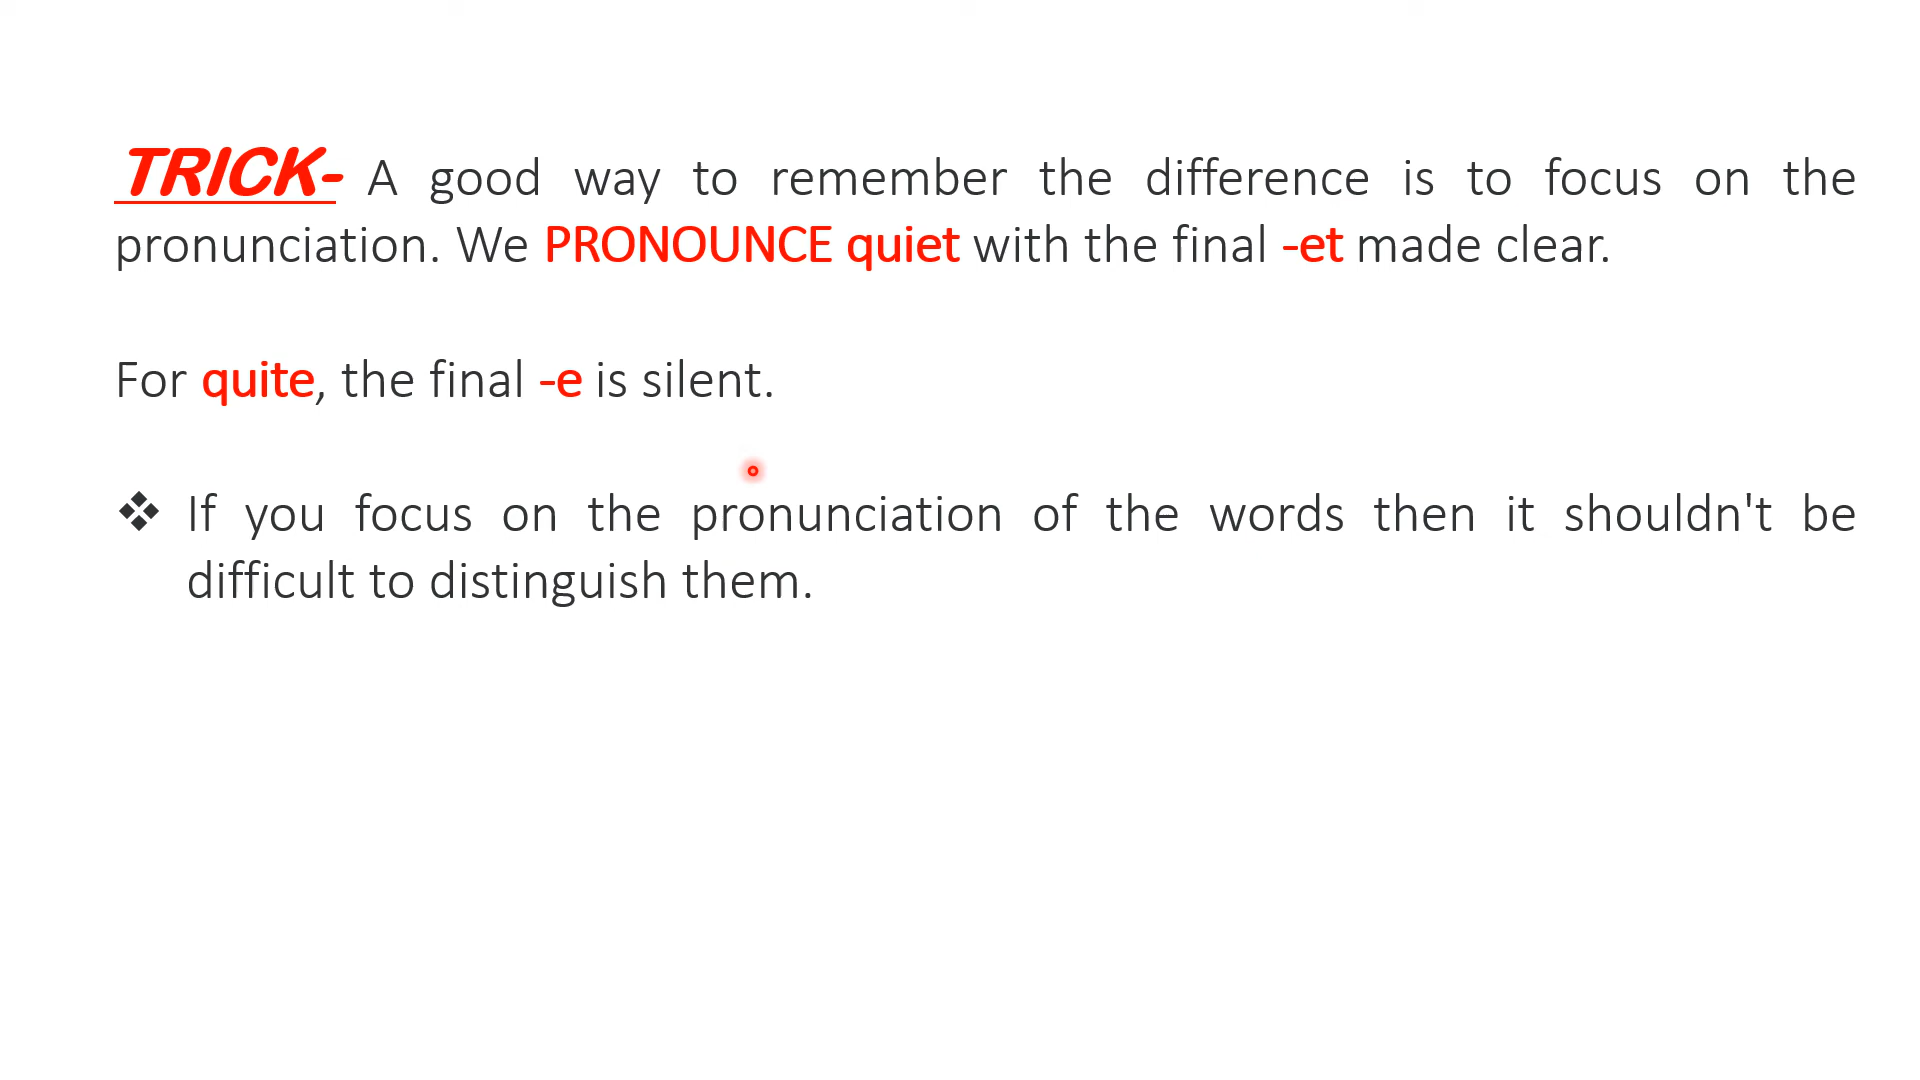 TRICK- A good way to remember the difference is to focus on the
pronunciation. We PRONOUNCE quiet with the final -et made clear.
For quite, the final -e is silent.
❖ If you focus on the pronunciation of the words then it shouldn't be
difficult to distinguish them.